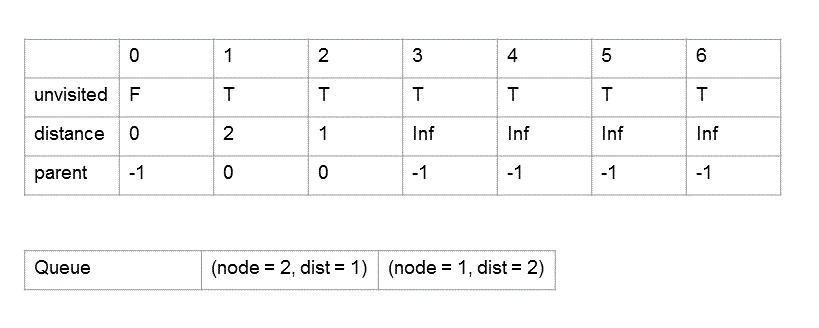 0 1 2 3 4 5 6
unvisited F T T T T T T
distance 0 2 1 Inf Inf Inf Inf
parent -1 0 0 -1 -1 -1 -1
Queue (node = 2, dist = 1) (node = 1, dist = 2)